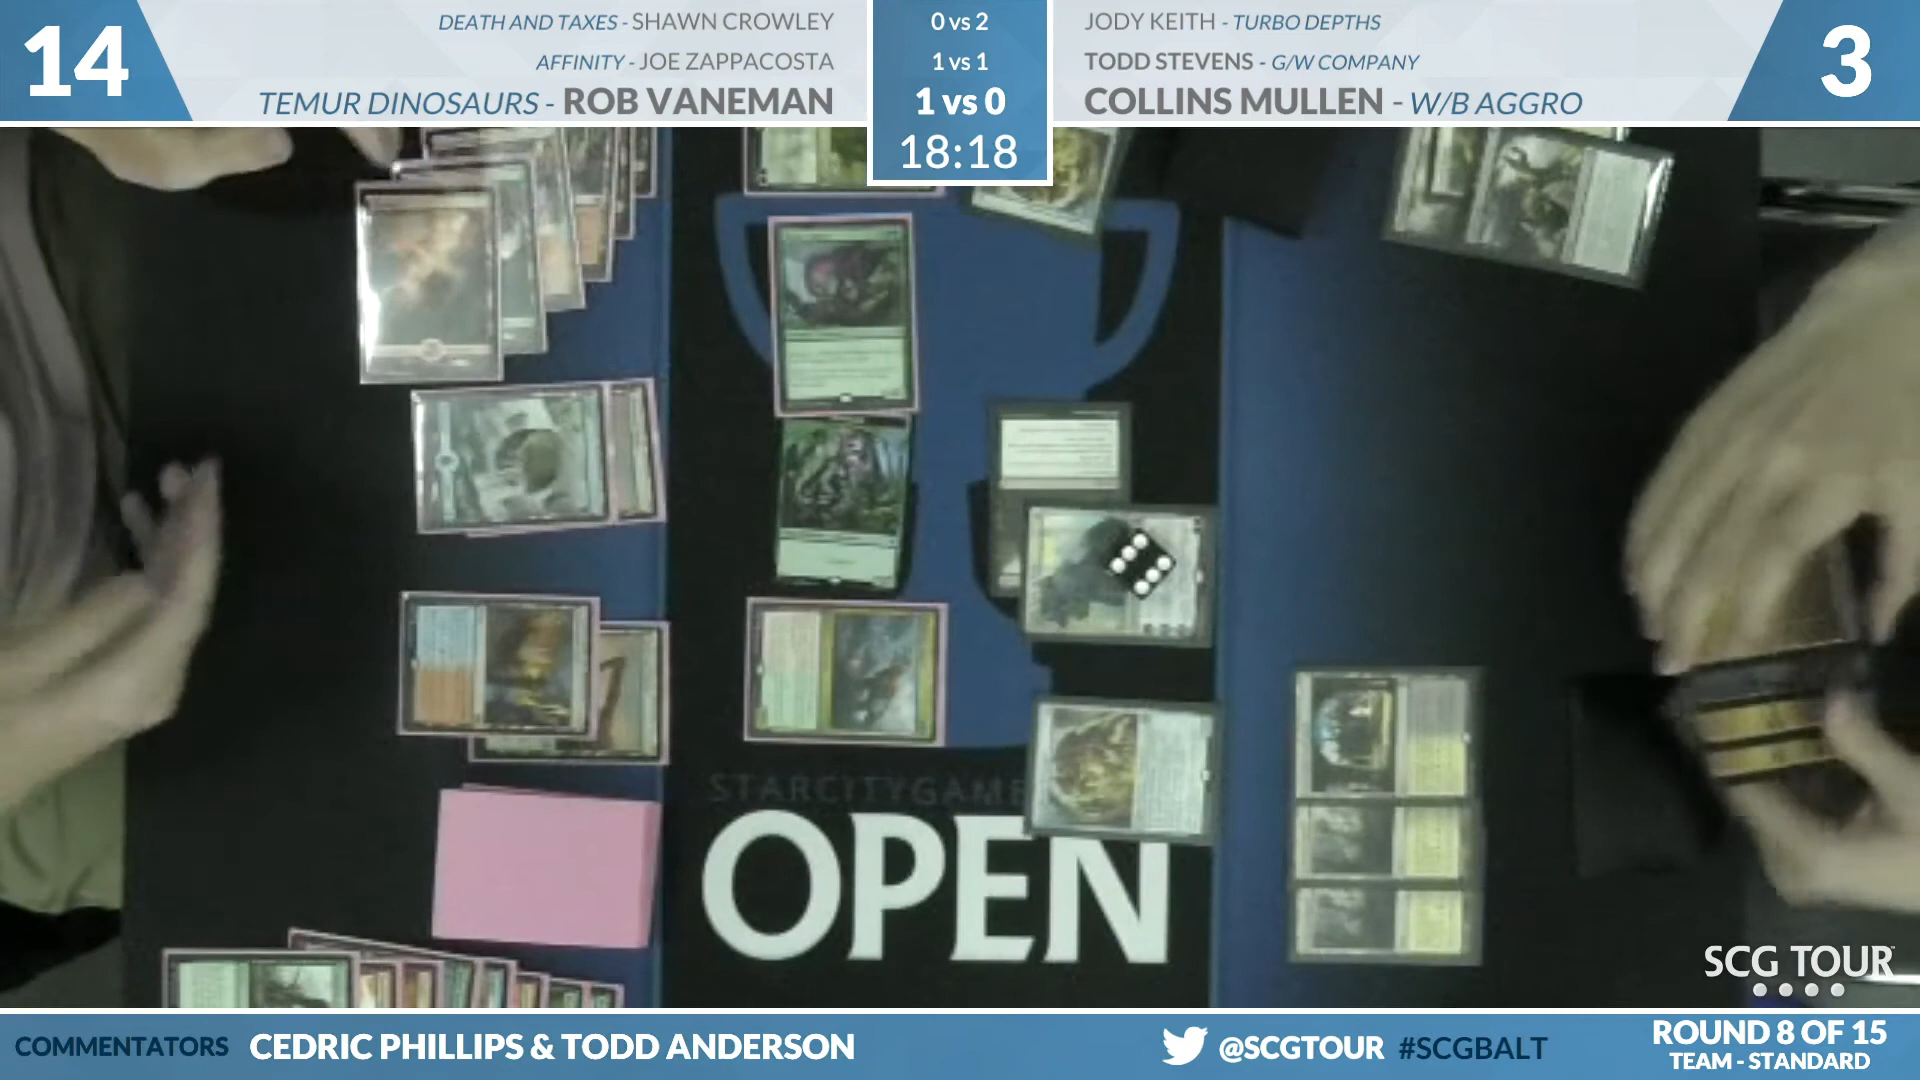 14
DEATH AND TAXES - SHAWN CROWLEY
0 vs 2
JODY KEITH - TURBO DEPTHS
3
AFFINITY - JOE ZAPPACOSTA
1 vs 1
TODD STEVENS - G/W COMPANY
TEMUR DINOSAURS - ROB VANEMAN
1 vs 0
COLLINS MULLEN - W/B AGGRO
18:18
STARCITYGAME
OPEN
SCG TOUR
COMMENTATORS CEDRIC PHILLIPS & TODD ANDERSON
@SCGTOUR #SCGBALT
ROUND 8 OF 15
TEAM - STANDARD